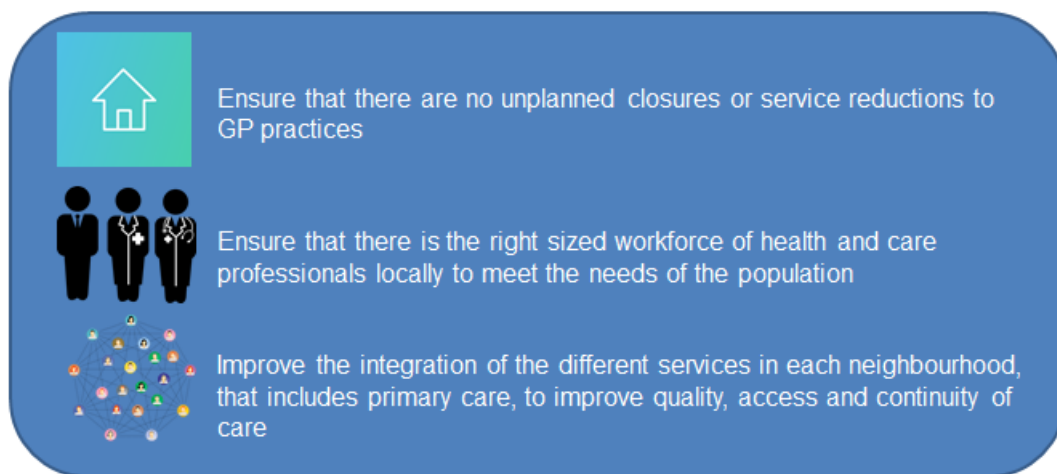 Ensure that there are no unplanned closures or service reductions to
GP practices
Ensure that there is the right sized workforce of health and care
professionals locally to meet the needs of the population
Improve the integration of the different services in each neighbourhood,
that includes primary care, to improve quality, access and continuity of
care